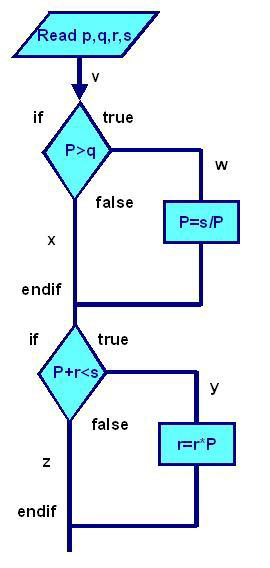 Read p,q,r,s
v
if true
P>q
w
false
P=s/P
x
endif
if true
P+r<s
y
false
r=r*P
z
endif